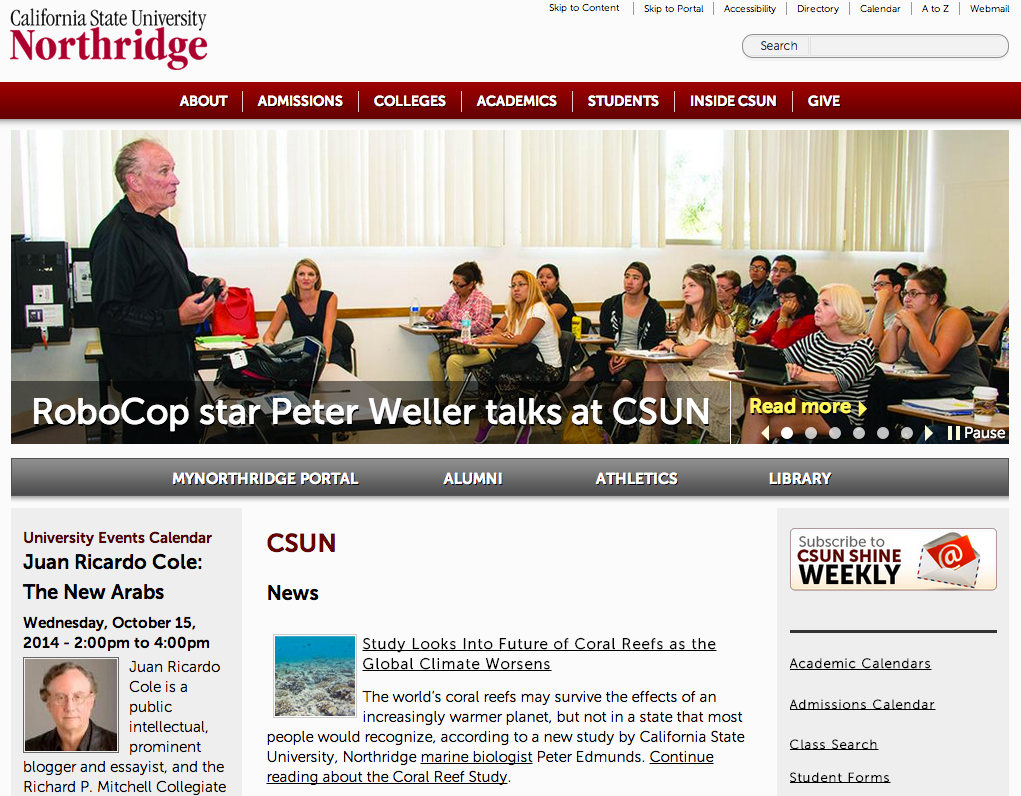 California State University
Northridge
Skip to Content
Skip to Portal
Accessibility
Directory
Calendar
A to Z
Webmail
Search
ABOUT
ADMISSIONS
COLLEGES
ACADEMICS
STUDENTS
INSIDE CSUN
GIVE
RoboCop star Peter Weller talks at CSUN
Read more
Pause
MYNORTHRIDGE PORTAL
ALUMNI
ATHLETICS
LIBRARY
University Events Calendar
Juan Ricardo Cole:
The New Arabs
Wednesday, October 15,
2014 - 2:00pm to 4:00pm
Juan Ricardo
Cole is a
public
intellectual,
prominent
blogger and essayist, and the
Richard P. Mitchell Collegiate
CSUN
News
Study Looks Into Future of Coral Reefs as the
Global Climate Worsens
The world's coral reefs may survive the effects of an
increasingly warmer planet, but not in a state that most
people would recognize, according to a new study by California State
University, Northridge marine biologist Peter Edmunds. Continue
reading about the Coral Reef Study.
Subscribe to
CSUN SHINE
WEEKLY
@
Academic Calendars
Admissions Calendar
Class Search
Student Forms